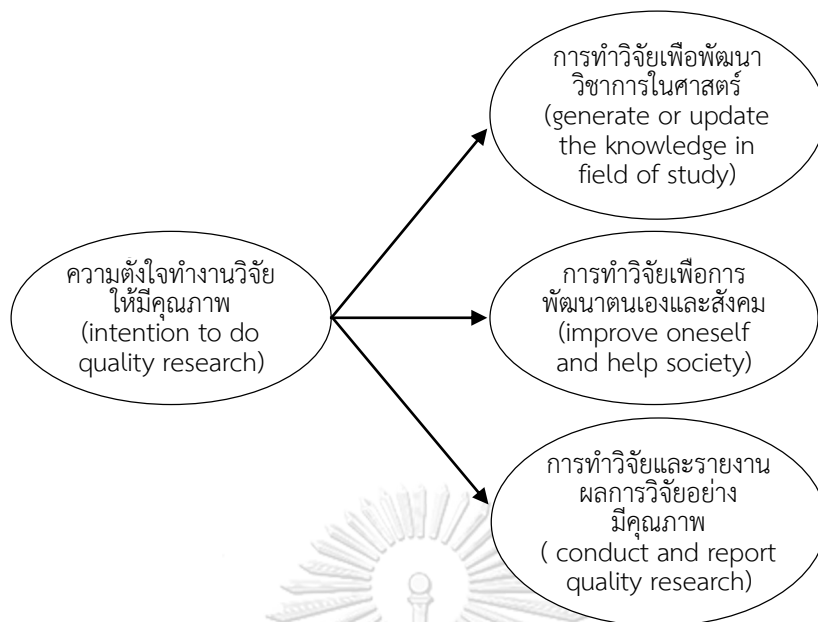 การทำวิจัยเพื่อพัฒนา
วิชาการในศาสตร์
(generate or update
the knowledge in
field of study)
ความตั้งใจทำงานวิจัย
ให้มีคุณภาพ
(intention to do
quality research)
การทำวิจัยเพื่อการ
พัฒนาตนเองและสังคม
(improve oneself
and help society)
การทำวิจัยและรายงาน
ผลการวิจัยอย่าง
มีคุณภาพ
( conduct and report
quality research)